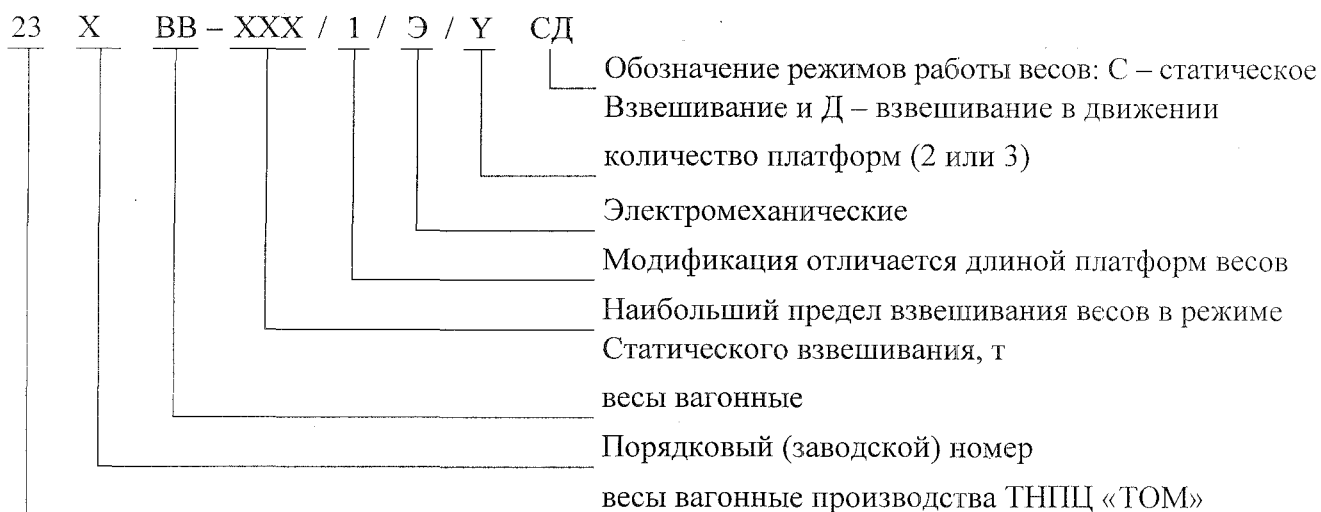 23 X ВВ – XXX / 1 / Э / Y СД
Обозначение режимов работы весов: С – статическое
Взвешивание и Д – взвешивание в движении
количество платформ (2 или 3)
Электромеханические
Модификация отличается длиной платформ весов
Наибольший предел взвешивания весов в режиме
Статического взвешивания, т
весы вагонные
Порядковый (заводской) номер
весы вагонные производства ТНПЦ «ТОМ»